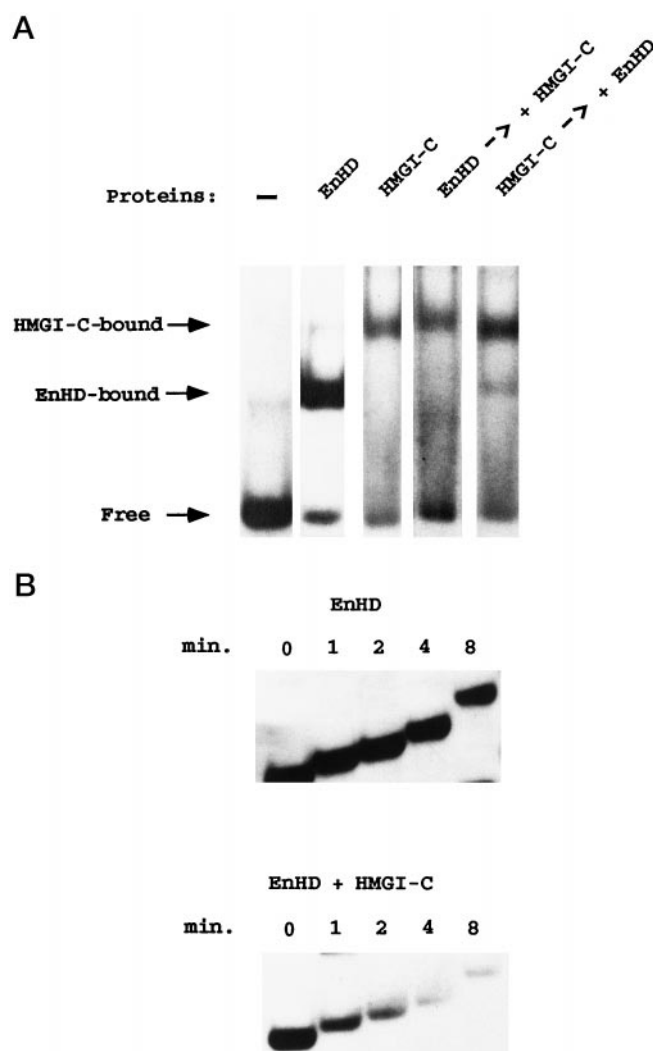 A
Proteins:
–
EnHD
HMGI-C
EnHD --> + HMGI-C
HMGI-C --> + EnHD
HMGI-C-bound
EnHD-bound
Free
B
EnHD
min. 0 1 2 4 8
EnHD + HMGI-C
min. 0 1 2 4 8